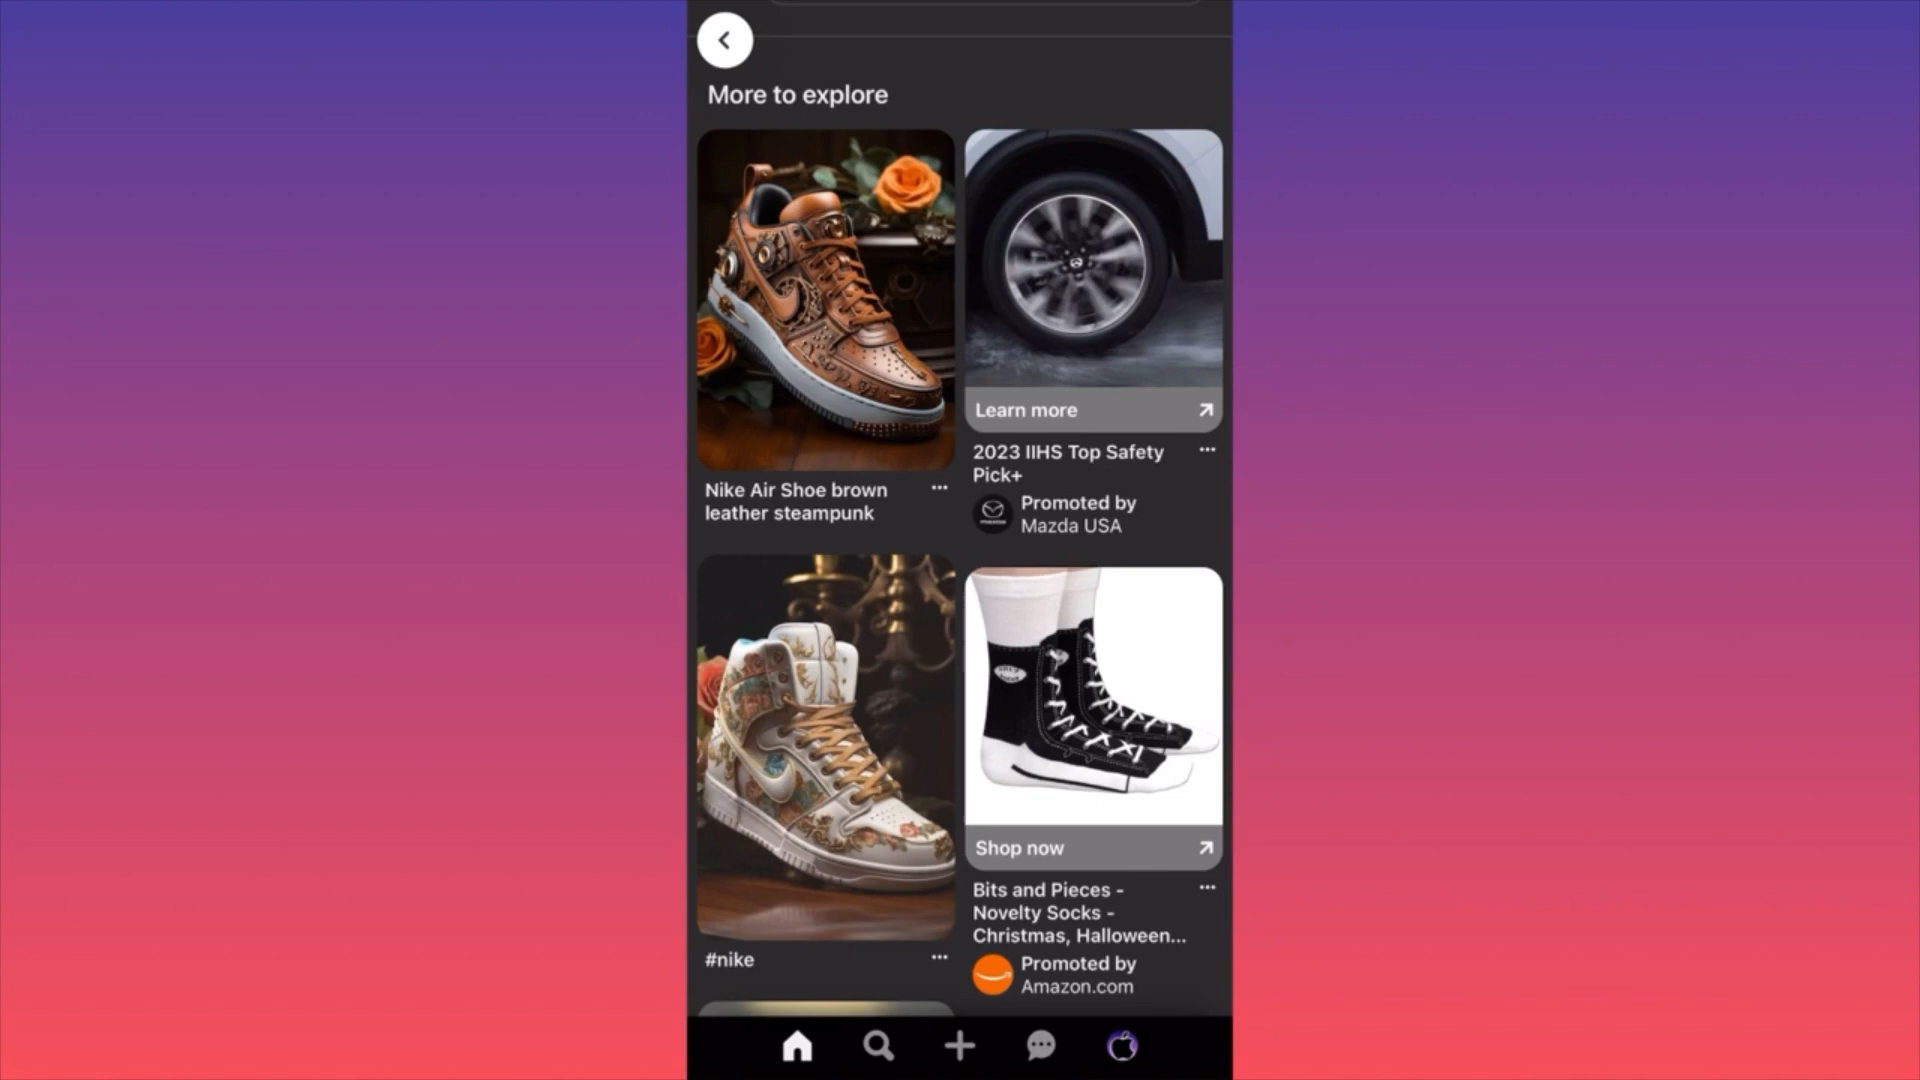 More to explore
Nike Air Shoe brown
leather steampunk
Learn more
2023 IIHS Top Safety
Pick+
Promoted by
Mazda USA
#nike
Shop now
Bits and Pieces -
Novelty Socks -
Christmas, Halloween...
Promoted by
Amazon.com